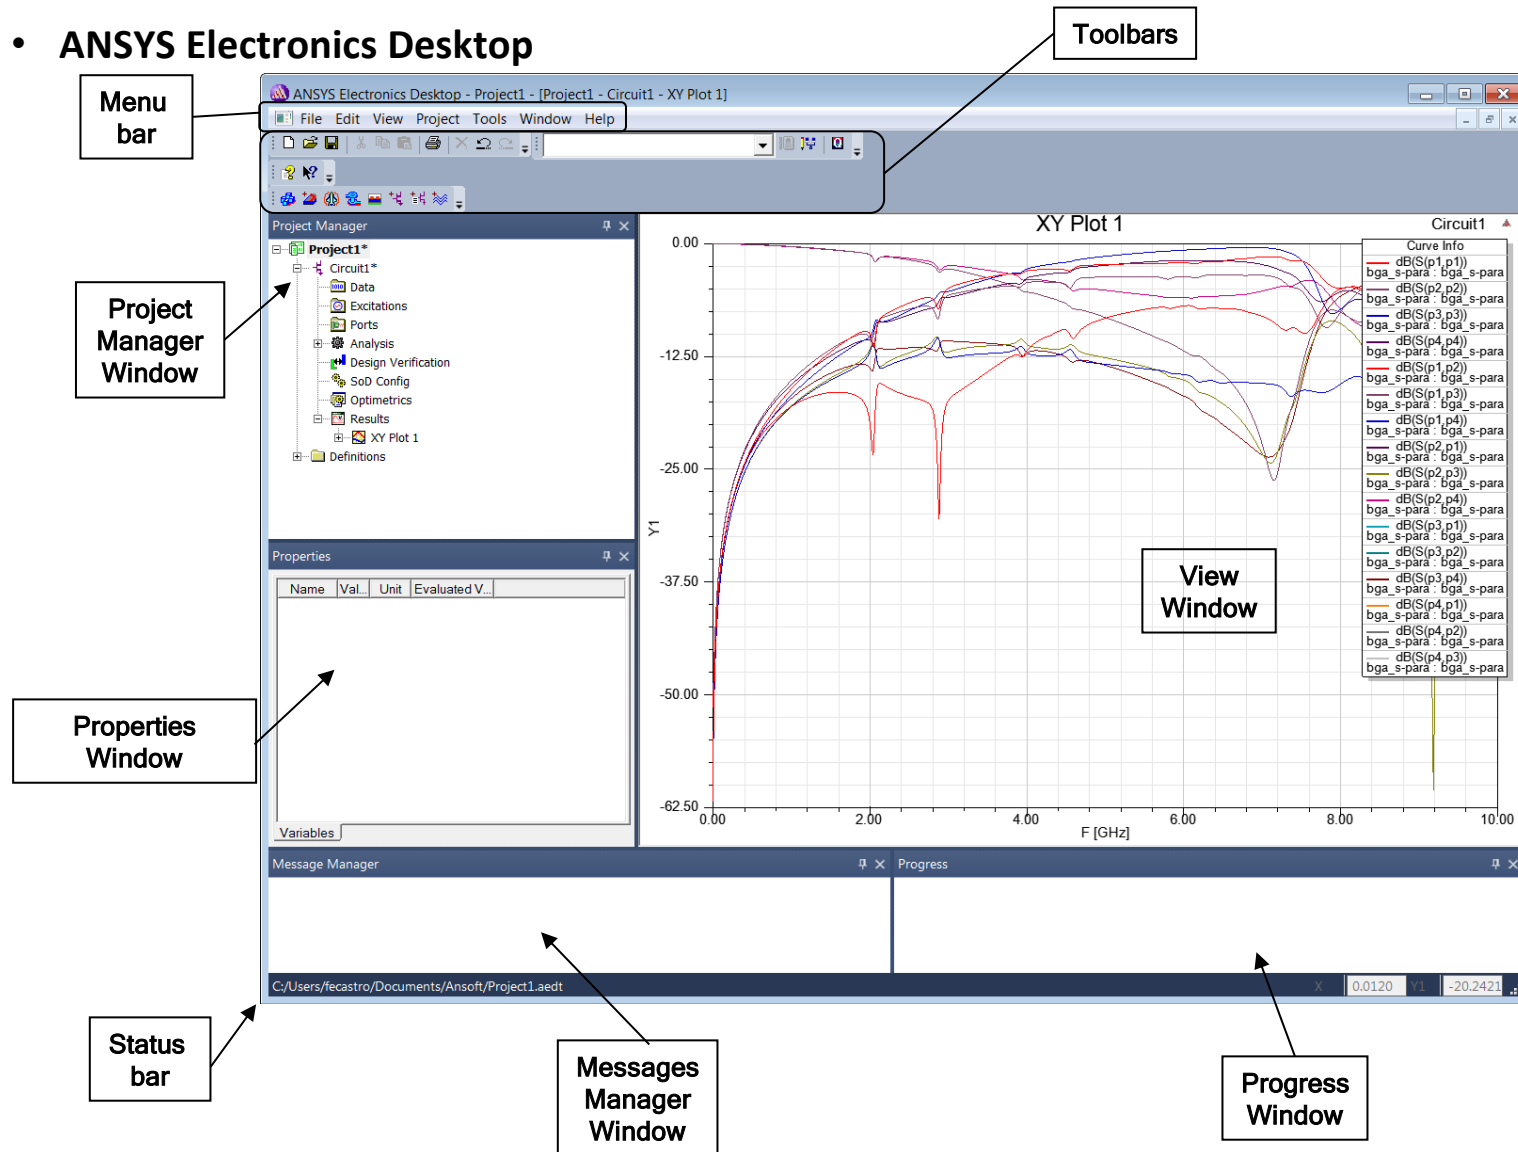 • ANSYS Electronics Desktop
Toolbars
Menu
bar
ANSYS Electronics Desktop - Project1 - [Project1 - Circuit1 - XY Plot 1]
File Edit View Project Tools Window Help
Project Manager
Project1*
Circuit1*
Data
Excitations
Ports
Analysis
Design Verification
SoD Config
Optimetrics
Results
XY Plot 1
Definitions
Project
Manager
Window
XY Plot 1
Circuit1
Curve Info
dB(S(p1,p1))
bga_s-para : bga_s-para
dB(S(p2,p2))
bga_s-para : bga_s-para
dB(S(p3,p3))
bga_s-para : bga_s-para
dB(S(p4,p4))
bga_s-para : bga_s-para
dB(S(p1,p2))
bga_s-para : bga_s-para
dB(S(p1,p3))
bga_s-para : bga_s-para
dB(S(p1,p4))
bga_s-para : bga_s-para
dB(S(p2,p1))
bga_s-para : bga_s-para
dB(S(p2,p3))
bga_s-para : bga_s-para
dB(S(p2,p4))
bga_s-para : bga_s-para
dB(S(p3,p1))
bga_s-para : bga_s-para
dB(S(p3,p2))
bga_s-para : bga_s-para
dB(S(p3,p4))
bga_s-para : bga_s-para
dB(S(p4,p1))
bga_s-para : bga_s-para
dB(S(p4,p2))
bga_s-para : bga_s-para
dB(S(p4,p3))
bga_s-para : bga_s-para
0.00
-12.50
-25.00
-37.50
-50.00
-62.50
Y1
0.00 2.00 4.00 6.00 8.00 10.00
F [GHz]
View
Window
Properties
Name Val... Unit Evaluated V...
Variables
Properties
Window
Message Manager
Progress
C:/Users/fecastro/Documents/Ansoft/Project1.aedt
X 0.0120 Y1 -20.2421
Status
bar
Messages
Manager
Window
Progress
Window